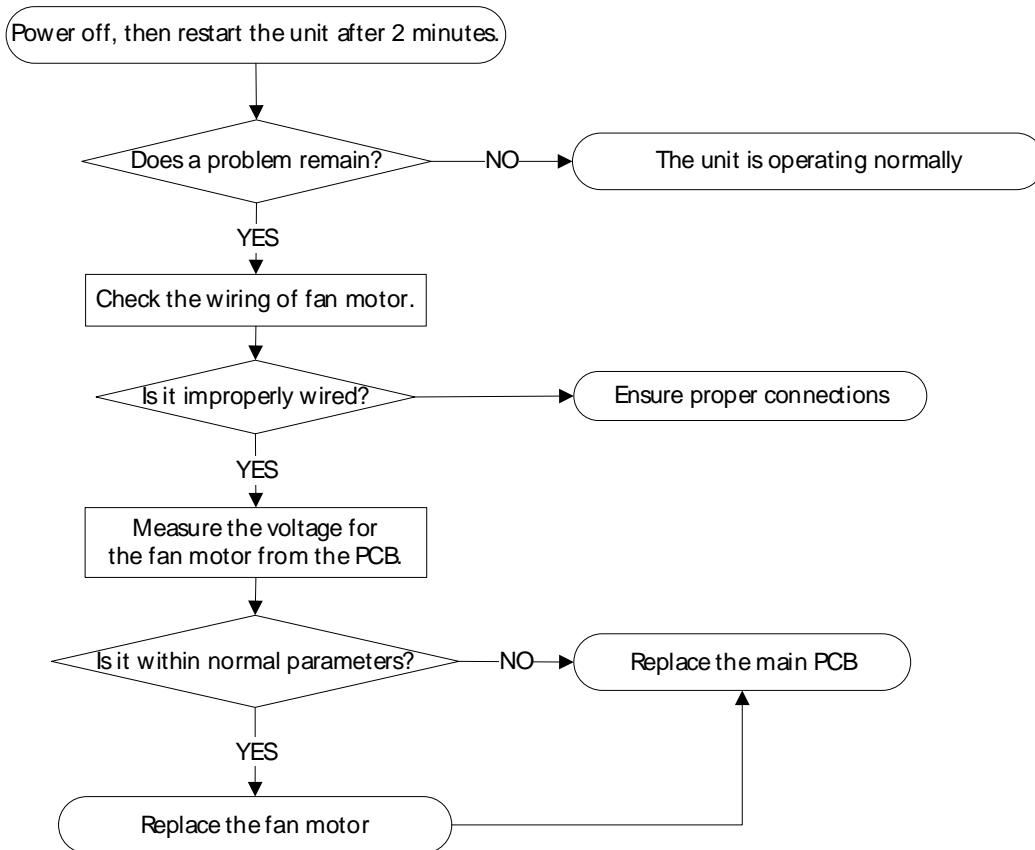 Power off, then restart the unit after 2 minutes.
Does a problem remain?
NO
The unit is operating normally
YES
Check the wiring of fan motor.
Is it improperly wired?
Ensure proper connections
YES
Measure the voltage for
the fan motor from the PCB.
Is it within normal parameters?
NO
Replace the main PCB
YES
Replace the fan motor